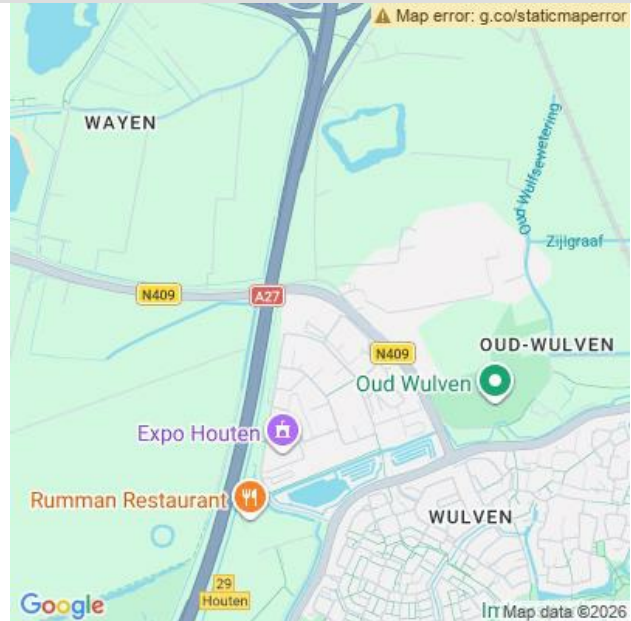 Map error: g.co/staticmaperror
WAYEN
Oud Wulfsewetering
Zijlgraaf
N409
A27
N409
OUD-WULVEN
Oud Wulven
Expo Houten
Rumman Restaurant
WULVEN
29
Houten
Google
Map data ©2026